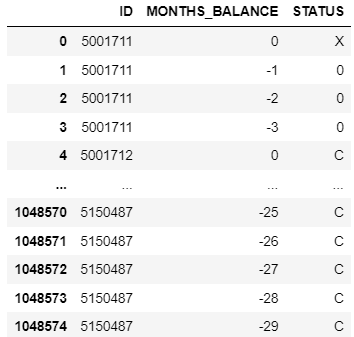 ID MONTHS_BALANCE STATUS
0 5001711 0 X
1 5001711 -1 0
2 5001711 -2 0
3 5001711 -3 0
4 5001712 0 C
... ... ... ...
1048570 5150487 -25 C
1048571 5150487 -26 C
1048572 5150487 -27 C
1048573 5150487 -28 C
1048574 5150487 -29 C